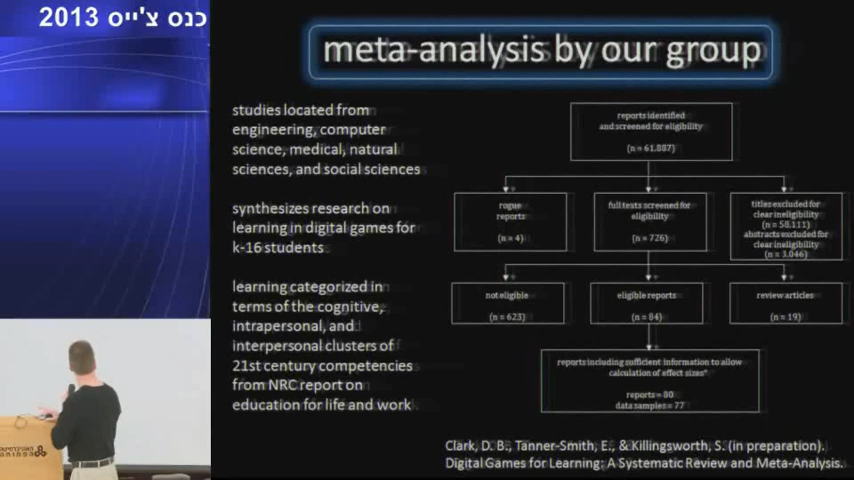 כנס צ'ייס 2013
meta-analysis by our group
studies located from
engineering, computer
science, medical, natural
sciences, and social sciences
synthesizes research on
learning in digital games for
k-16 students
learning categorized in
terms of the cognitive,
intrapersonal, and
interpersonal clusters of
21st century competencies
from NRC report on
education for life and work
reports identified
and screened for eligibility
(n = 61,887)
rogue
reports
(n = 4)
full texts screened for
eligibility
(n = 726)
titles excluded for
clear ineligibility
(n = 58,111)
abstracts excluded for
clear ineligibility
(n = 3,046)
not eligible
(n = 623)
eligible reports
(n = 84)
review articles
(n = 19)
reports including sufficient information to allow
calculation of effect sizes*
reports = 80
data samples = 77
Clark, D. B., Tanner-Smith, E., & Killingsworth, S. (in preparation).
Digital Games for Learning: A Systematic Review and Meta-Analysis.